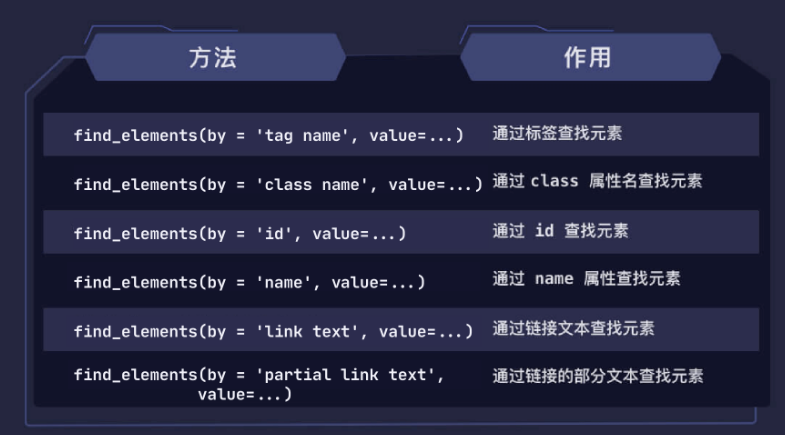 方法 作用
find_elements(by = 'tag name', value=...) 通过标签查找元素
find_elements(by = 'class name', value=...) 通过 class 属性名查找元素
find_elements(by = 'id', value=...) 通过 id 查找元素
find_elements(by = 'name', value=...) 通过 name 属性查找元素
find_elements(by = 'link text', value=...) 通过链接文本查找元素
find_elements(by = 'partial link text', 通过链接的部分文本查找元素
value=...)